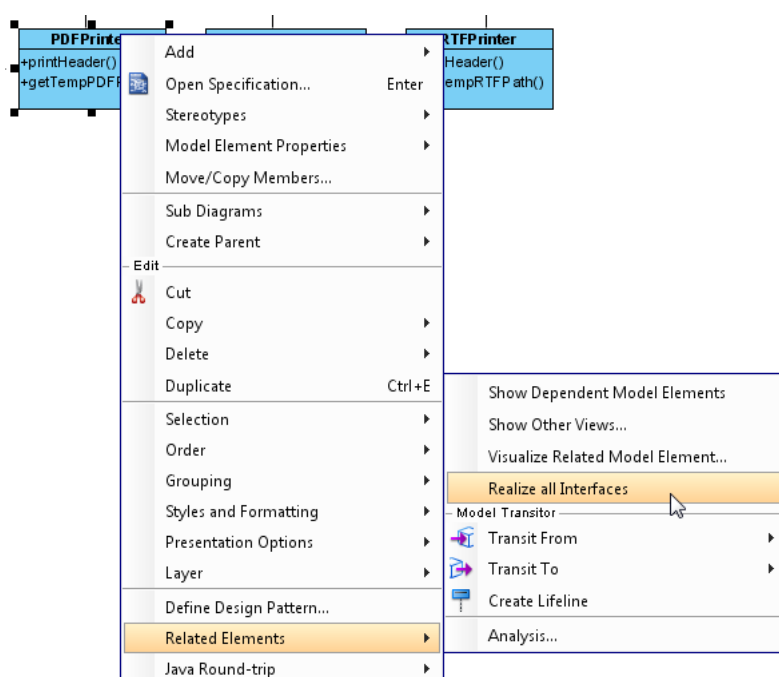 PDFPrinte
RTFPrinter
+printHeader()
Header()
+getTempPDFP
empRTFPath()
Add
Open Specification... Enter
Stereotypes
Model Element Properties
Move/Copy Members...
Sub Diagrams
Create Parent
Edit
Cut
Copy
Delete
Duplicate Ctrl+E
Selection
Order
Grouping
Styles and Formatting
Presentation Options
Layer
Define Design Pattern...
Related Elements
Java Round-trip
Show Dependent Model Elements
Show Other Views...
Visualize Related Model Element...
Realize all Interfaces
Model Transitor
Transit From
Transit To
Create Lifeline
Analysis...